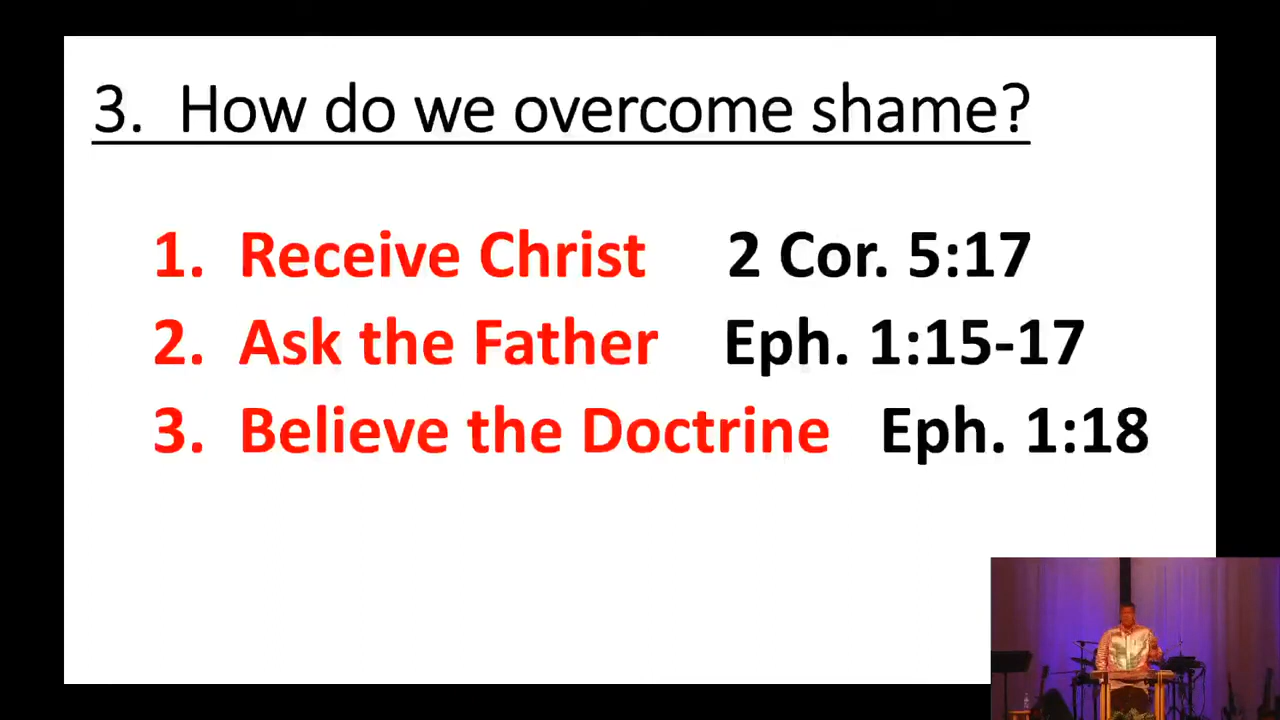 3. How do we overcome shame?
1. Receive Christ 2 Cor. 5:17
2. Ask the Father Eph. 1:15-17
3. Believe the Doctrine Eph. 1:18